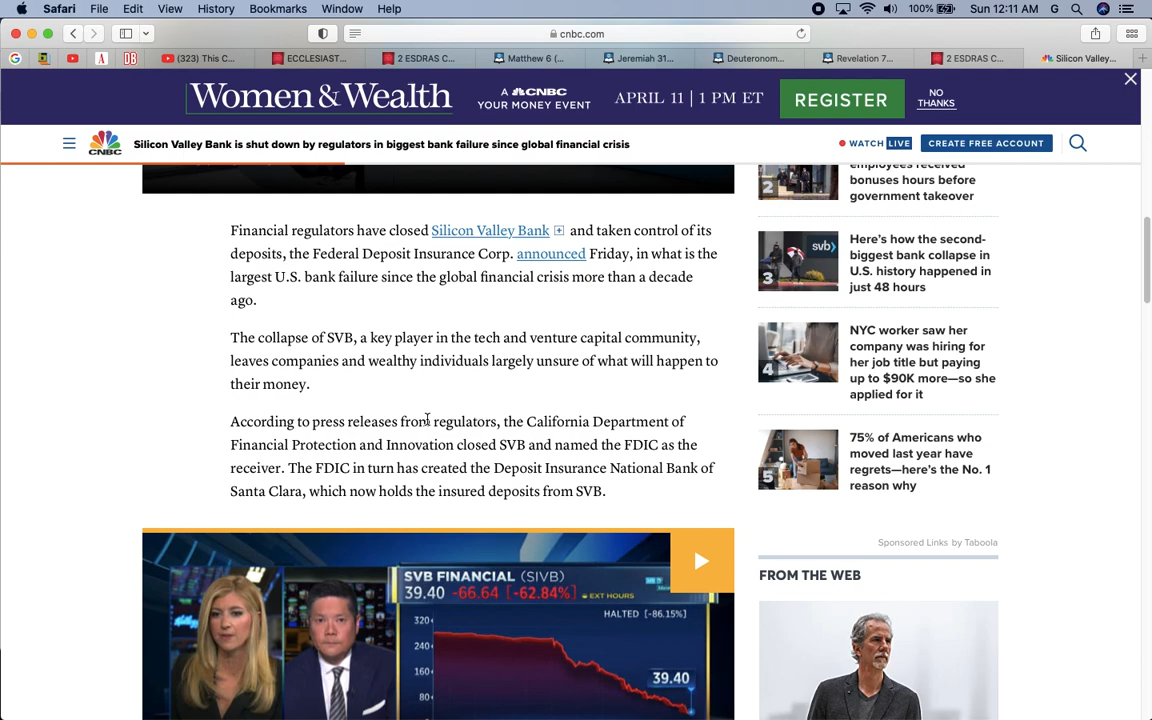 Safari File Edit View History Bookmarks Window Help 100% Sun 12:11 AM G
cnbc.com
G A DB (323) This C... ECCLESIAST... 2 ESDRAS C... Matthew 6 (... Jeremiah 31... Deuteronom... Revelation 7... 2 ESDRAS C... Silicon Valley...
Women & Wealth
A CNBC
YOUR MONEY EVENT
APRIL 11 | 1 PM ET
REGISTER
NO
THANKS
CNBC
Silicon Valley Bank is shut down by regulators in biggest bank failure since global financial crisis
WATCH LIVE
CREATE FREE ACCOUNT
Financial regulators have closed Silicon Valley Bank and taken control of its
deposits, the Federal Deposit Insurance Corp. announced Friday, in what is the
largest U.S. bank failure since the global financial crisis more than a decade
ago.
The collapse of SVB, a key player in the tech and venture capital community,
leaves companies and wealthy individuals largely unsure of what will happen to
their money.
According to press releases from regulators, the California Department of
Financial Protection and Innovation closed SVB and named the FDIC as the
receiver. The FDIC in turn has created the Deposit Insurance National Bank of
Santa Clara, which now holds the insured deposits from SVB.
SVB FINANCIAL (SIVB)
39.40 -66.64 [-62.84%] EXT HOURS
HALTED [-86.15%]
320
240
160
80
39.40
2
employees received
bonuses hours before
government takeover
svb
3
Here's how the second-
biggest bank collapse in
U.S. history happened in
just 48 hours
4
NYC worker saw her
company was hiring for
her job title but paying
up to $90K more—so she
applied for it
5
75% of Americans who
moved last year have
regrets—here's the No. 1
reason why
Sponsored Links by Taboola
FROM THE WEB